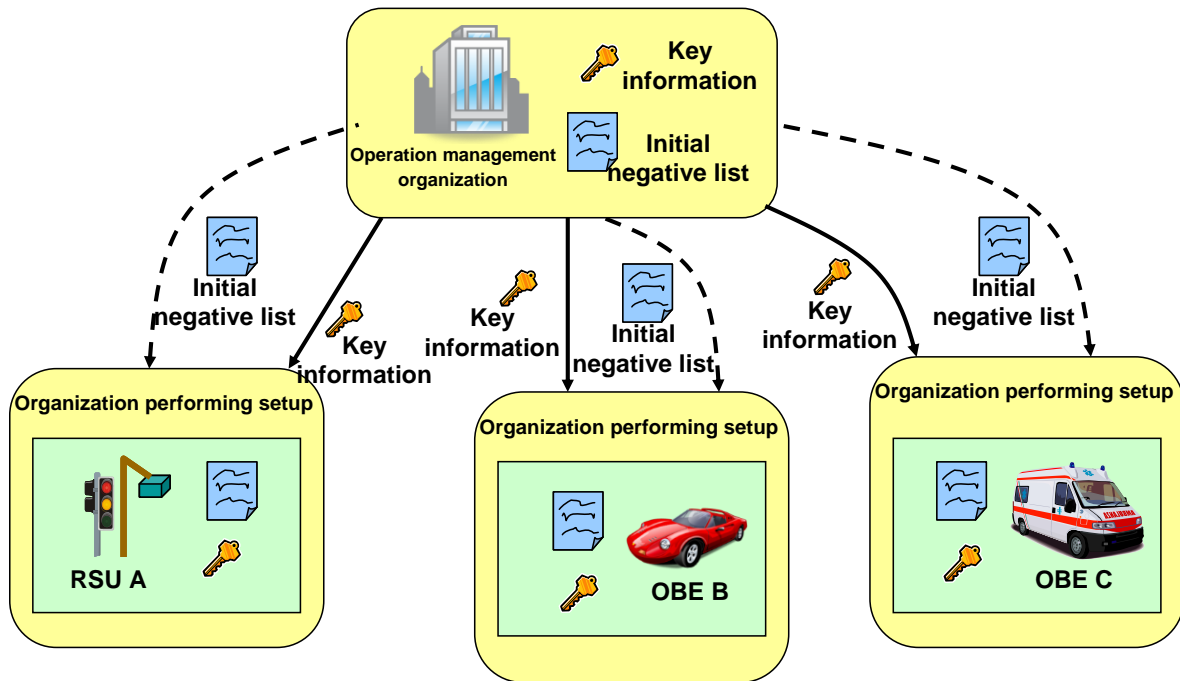 Key
information
Operation management
organization
Initial
negative list
Initial
negative list
Key
information
Key
information
Initial
negative list
Key
information
Initial
negative list
Organization performing setup
RSU A
Organization performing setup
OBE B
Organization performing setup
OBE C